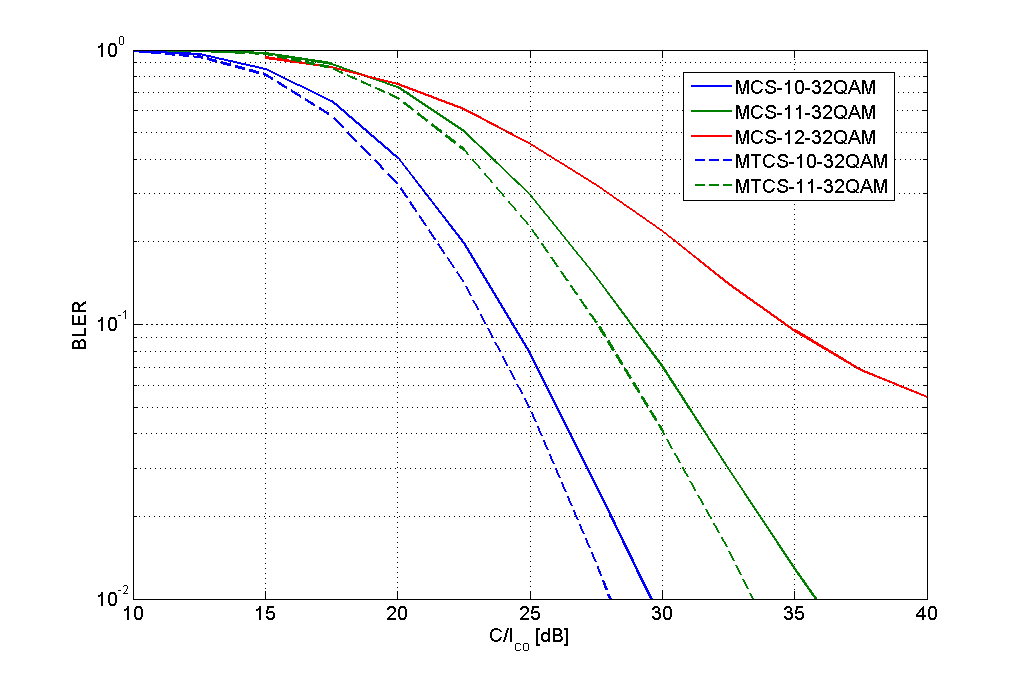 10^0
10^-1
10^-2
BLER
MCS-10-32QAM
MCS-11-32QAM
MCS-12-32QAM
MTCS-10-32QAM
MTCS-11-32QAM
10 15 20 25 30 35 40
C/I_co [dB]